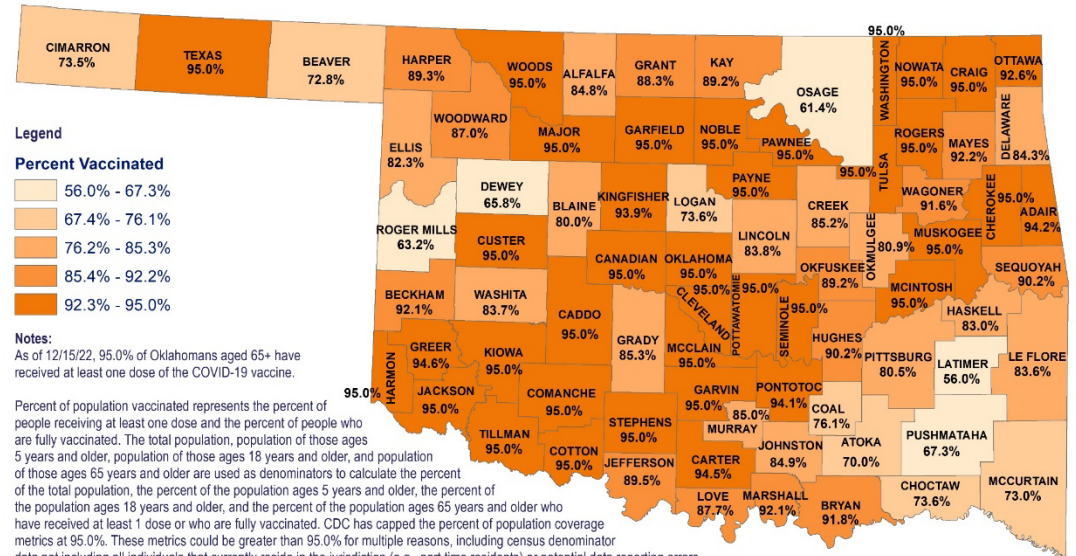 CIMARRON
73.5%
TEXAS
95.0%
BEAVER
72.8%
HARPER
89.3%
WOODS
95.0%
ALFALFA
84.8%
GRANT
88.3%
KAY
89.2%
OSAGE
61.4%
95.0%
WASHINGTON
NOWATA
95.0%
CRAIG
95.0%
OTTAWA
92.6%
WOODWARD
87.0%
ELLIS
82.3%
MAJOR
95.0%
GARFIELD
95.0%
NOBLE
95.0%
PAWNEE
95.0%
95.0%
TULSA
ROGERS
95.0%
MAYES
92.2%
DELAWARE
84.3%
DEWEY
65.8%
ROGER MILLS
63.2%
BLAINE
80.0%
KINGFISHER
93.9%
LOGAN
73.6%
PAYNE
95.0%
CREEK
85.2%
WAGONER
91.6%
CHEROKEE
95.0%
ADAIR
94.2%
CUSTER
95.0%
CANADIAN
95.0%
OKLAHOMA
95.0%
LINCOLN
83.8%
OKMULGEE
80.9%
MUSKOGEE
95.0%
SEQUOYAH
90.2%
BECKHAM
92.1%
WASHITA
83.7%
CADDO
95.0%
GRADY
85.3%
CLEVELAND
95.0%
POTTAWATOMIE
95.0%
SEMINOLE
95.0%
OKFUSKEE
89.2%
MCINTOSH
95.0%
HASKELL
83.0%
GREER
94.6%
KIOWA
95.0%
MCCLAIN
95.0%
HUGHES
90.2%
PITTSBURG
80.5%
LATIMER
56.0%
LE FLORE
83.6%
95.0%
HARMON
JACKSON
95.0%
COMANCHE
95.0%
GARVIN
95.0%
PONTOTOC
94.1%
COAL
76.1%
TILLMAN
95.0%
COTTON
95.0%
STEPHENS
95.0%
85.0%
MURRAY
JOHNSTON
84.9%
ATOKA
70.0%
PUSHMATAHA
67.3%
JEFFERSON
89.5%
CARTER
94.5%
LOVE
87.7%
MARSHALL
92.1%
BRYAN
91.8%
CHOCTAW
73.6%
MCCURTAIN
73.0%
Legend
Percent Vaccinated
56.0% - 67.3%
67.4% - 76.1%
76.2% - 85.3%
85.4% - 92.2%
92.3% - 95.0%
Notes:
As of 12/15/22, 95.0% of Oklahomans aged 65+ have
received at least one dose of the COVID-19 vaccine.
Percent of population vaccinated represents the percent of
people receiving at least one dose and the percent of people who
are fully vaccinated. The total population, population of those ages
5 years and older, population of those ages 18 years and older, and population
of those ages 65 years and older are used as denominators to calculate the percent
of the total population, the percent of the population ages 5 years and older, the percent of
the population ages 18 years and older, and the percent of the population ages 65 years and older who
have received at least 1 dose or who are fully vaccinated. CDC has capped the percent of population coverage
metrics at 95.0%. These metrics could be greater than 95.0% for multiple reasons, including census denominator
data not including all individuals that currently reside in the jurisdiction (e.g., part time residents) or potential data reporting errors.